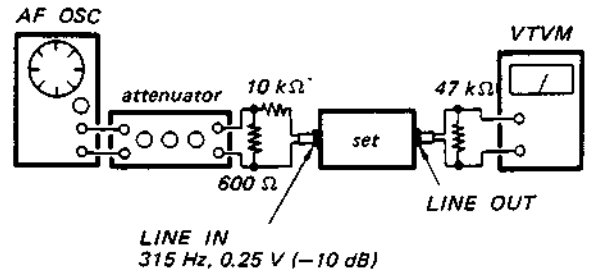 AF OSC
VTVM
attenuator
10 kΩ
47 kΩ
set
600 Ω
LINE OUT
LINE IN
315 Hz, 0.25 V (−10 dB)